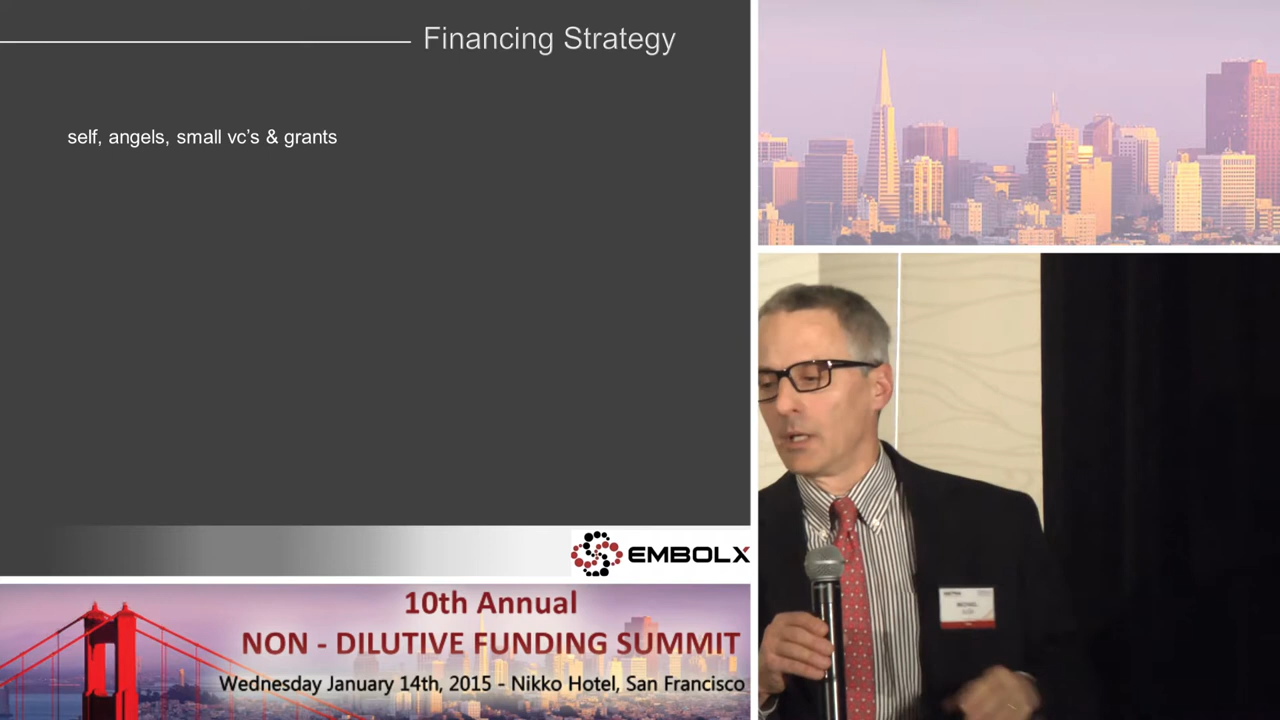 Financing Strategy
self, angels, small vc's & grants
EMBOLX
10th Annual
NON - DILUTIVE FUNDING SUMMIT
Wednesday January 14th, 2015 - Nikko Hotel, San Francisco